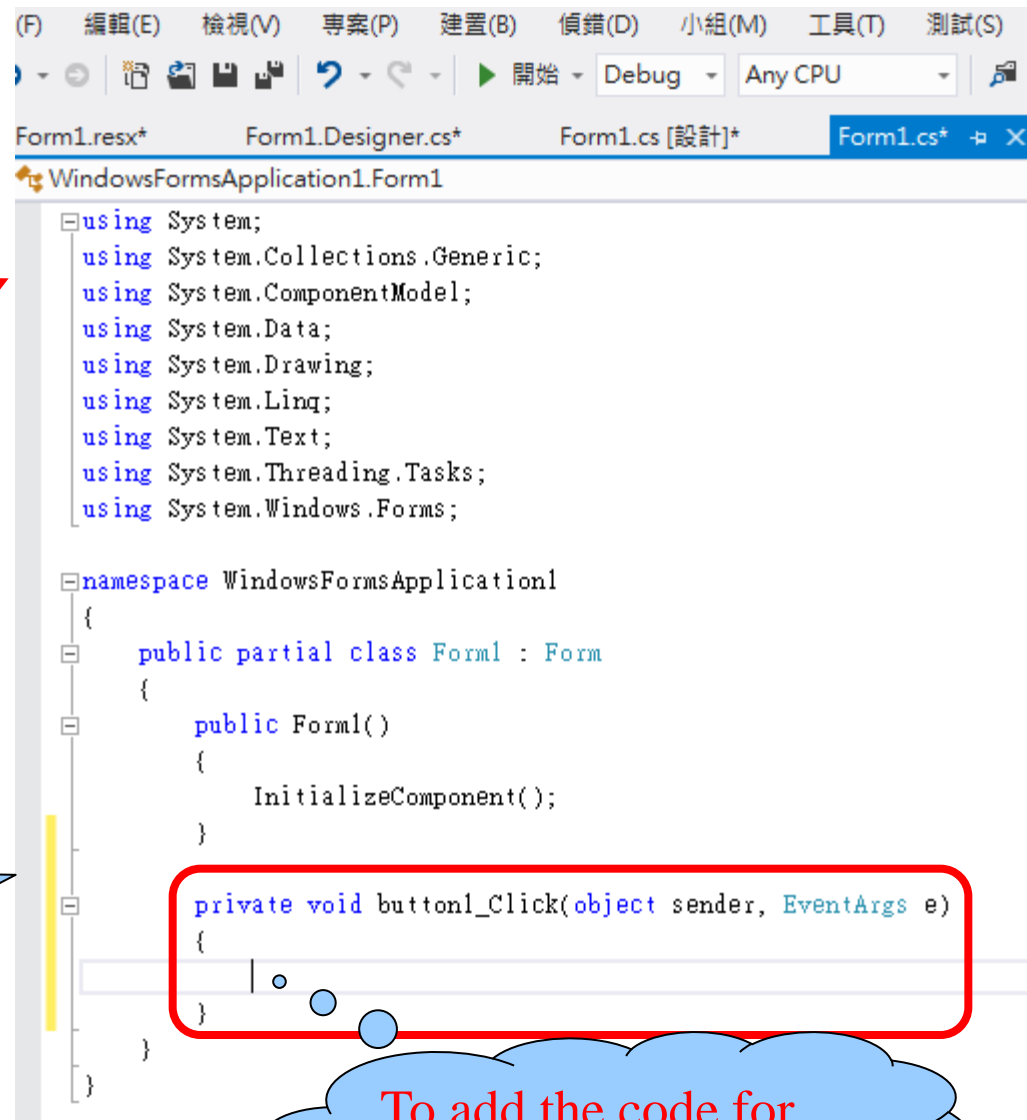 (F) 編輯(E) 檢視(V) 專案(P) 建置(B) 偵錯(D) 小組(M) 工具(T) 測試(S)
開始 Debug Any CPU
Form1.resx* Form1.Designer.cs* Form1.cs [設計]* Form1.cs*
WindowsFormsApplication1.Form1
using System;
using System.Collections.Generic;
using System.ComponentModel;
using System.Data;
using System.Drawing;
using System.Linq;
using System.Text;
using System.Threading.Tasks;
using System.Windows.Forms;
namespace WindowsFormsApplication1
{
public partial class Form1 : Form
{
public Form1()
{
InitializeComponent();
}
private void button1_Click(object sender, EventArgs e)
{
}
}
}
To add the code for